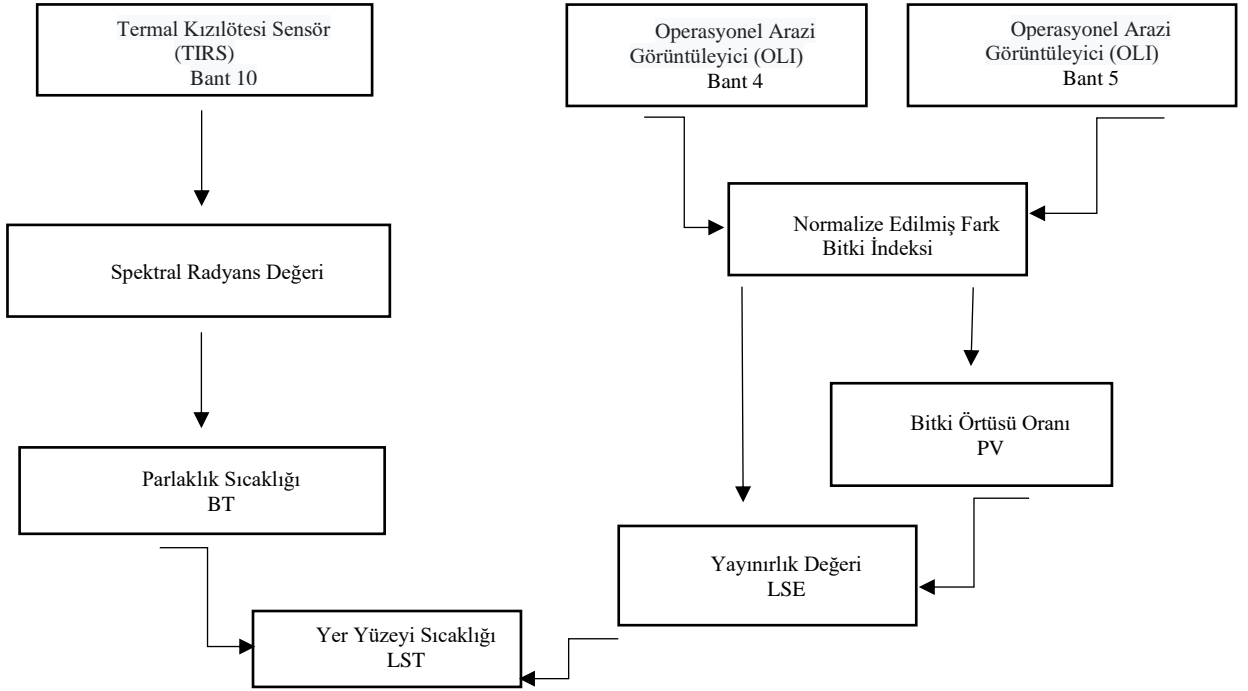 Termal Kızılötesi Sensör
(TIRS)
Bant 10
Operasyonel Arazi
Görüntüleyici (OLI)
Bant 4
Operasyonel Arazi
Görüntüleyici (OLI)
Bant 5
Normalize Edilmiş Fark
Bitki İndeksi
Spektral Radyans Değeri
Bitki Örtüsü Oranı
PV
Parlaklık Sıcaklığı
BT
Yayınırlık Değeri
LSE
Yer Yüzeyi Sıcaklığı
LST